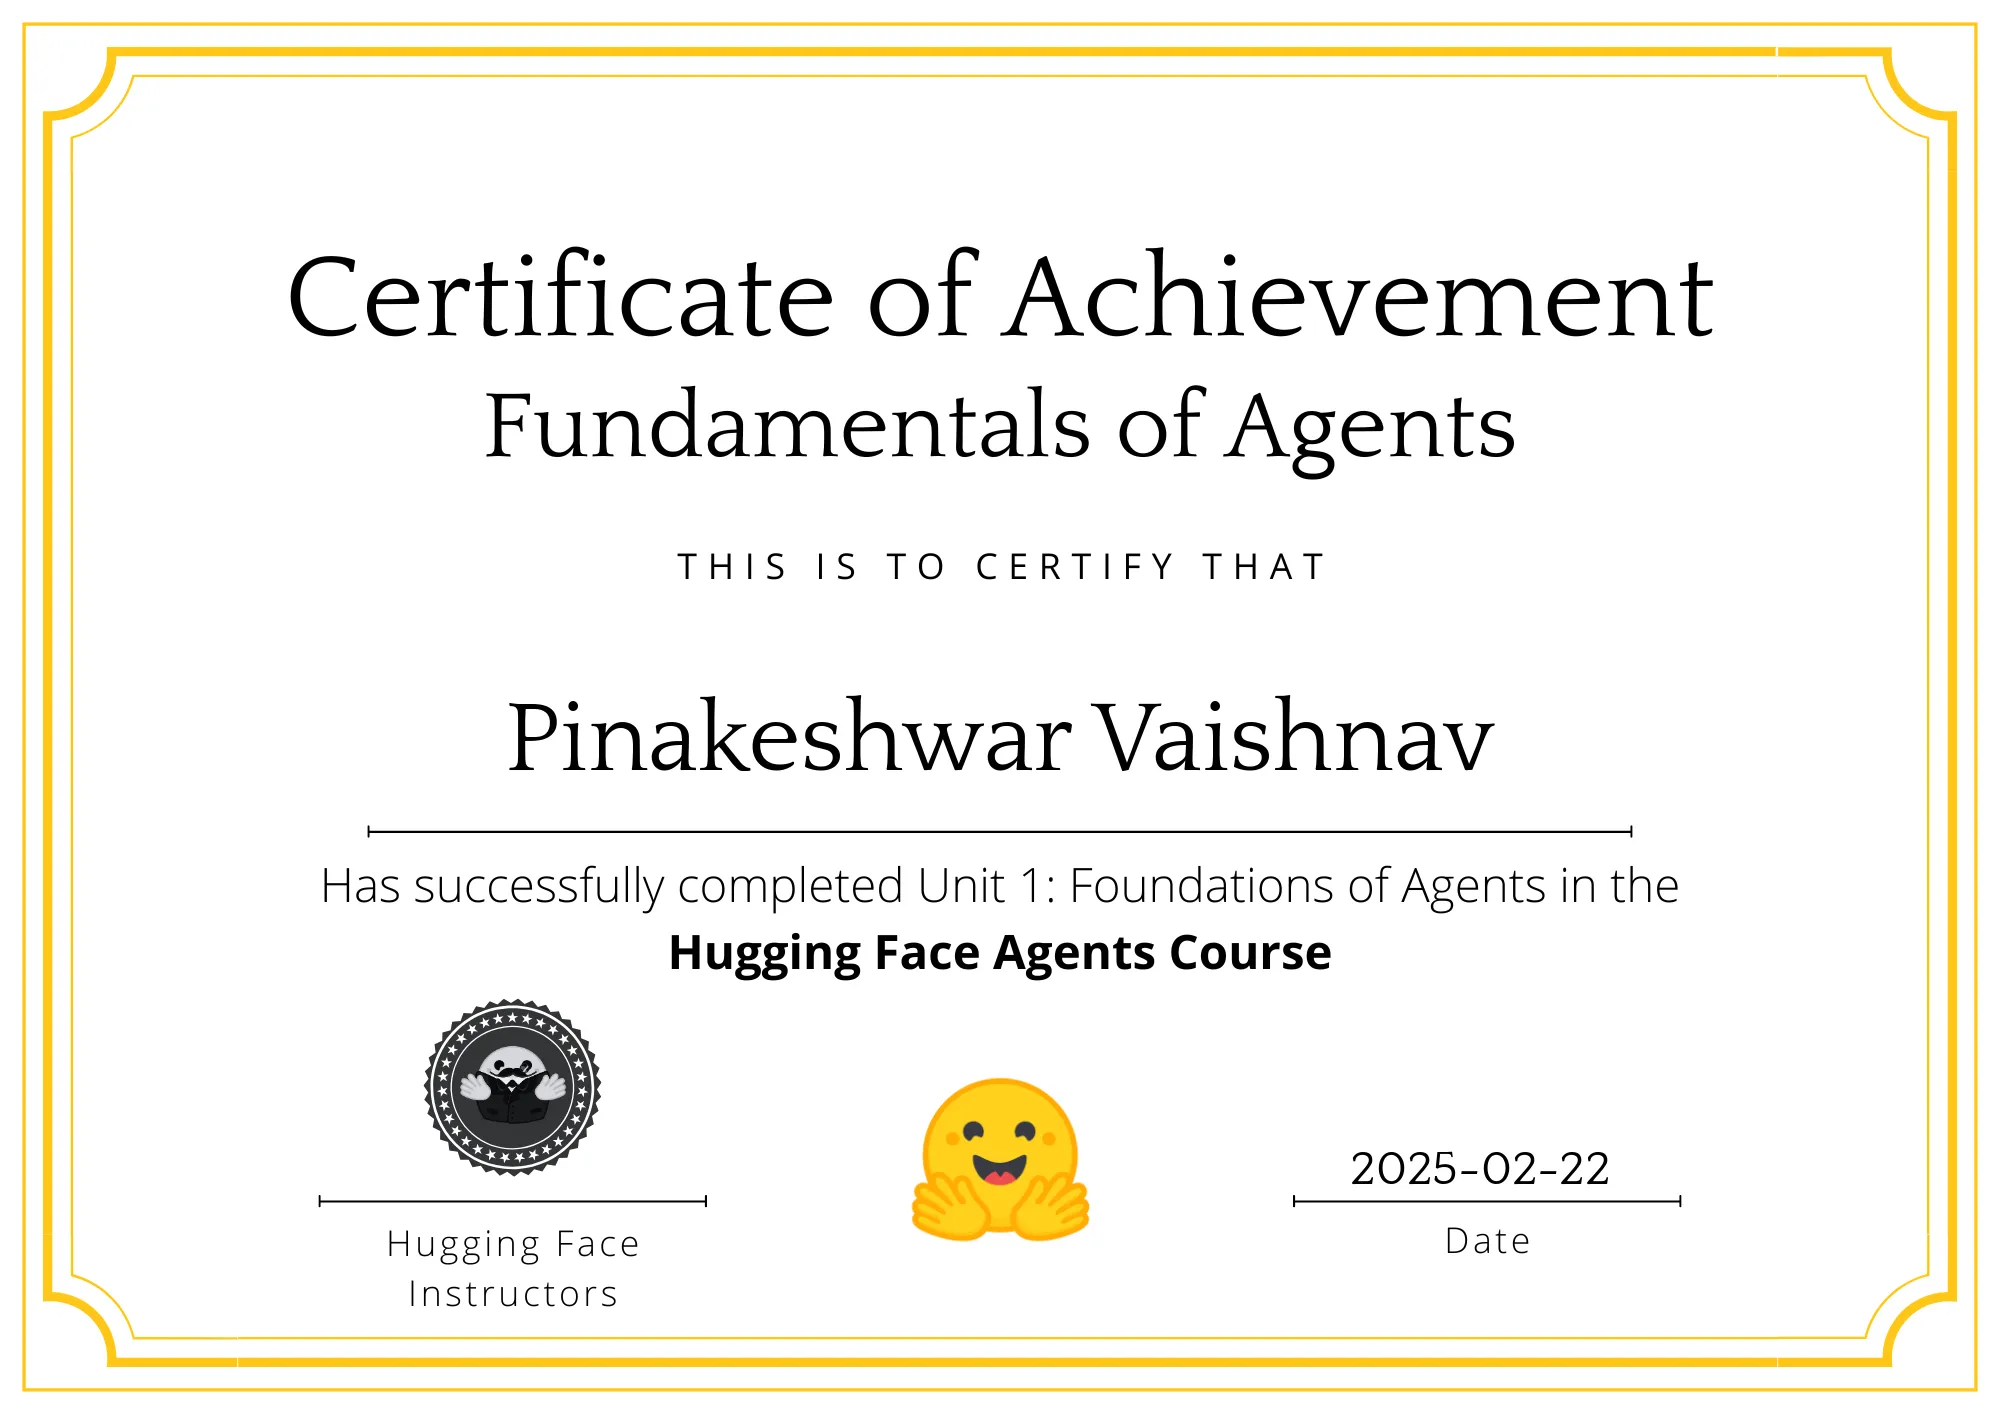 Certificate of Achievement
Fundamentals of Agents
THIS IS TO CERTIFY THAT
Pinakeshwar Vaishnav
Has successfully completed Unit 1: Foundations of Agents in the
Hugging Face Agents Course
2025-02-22
Hugging Face
Instructors
Date